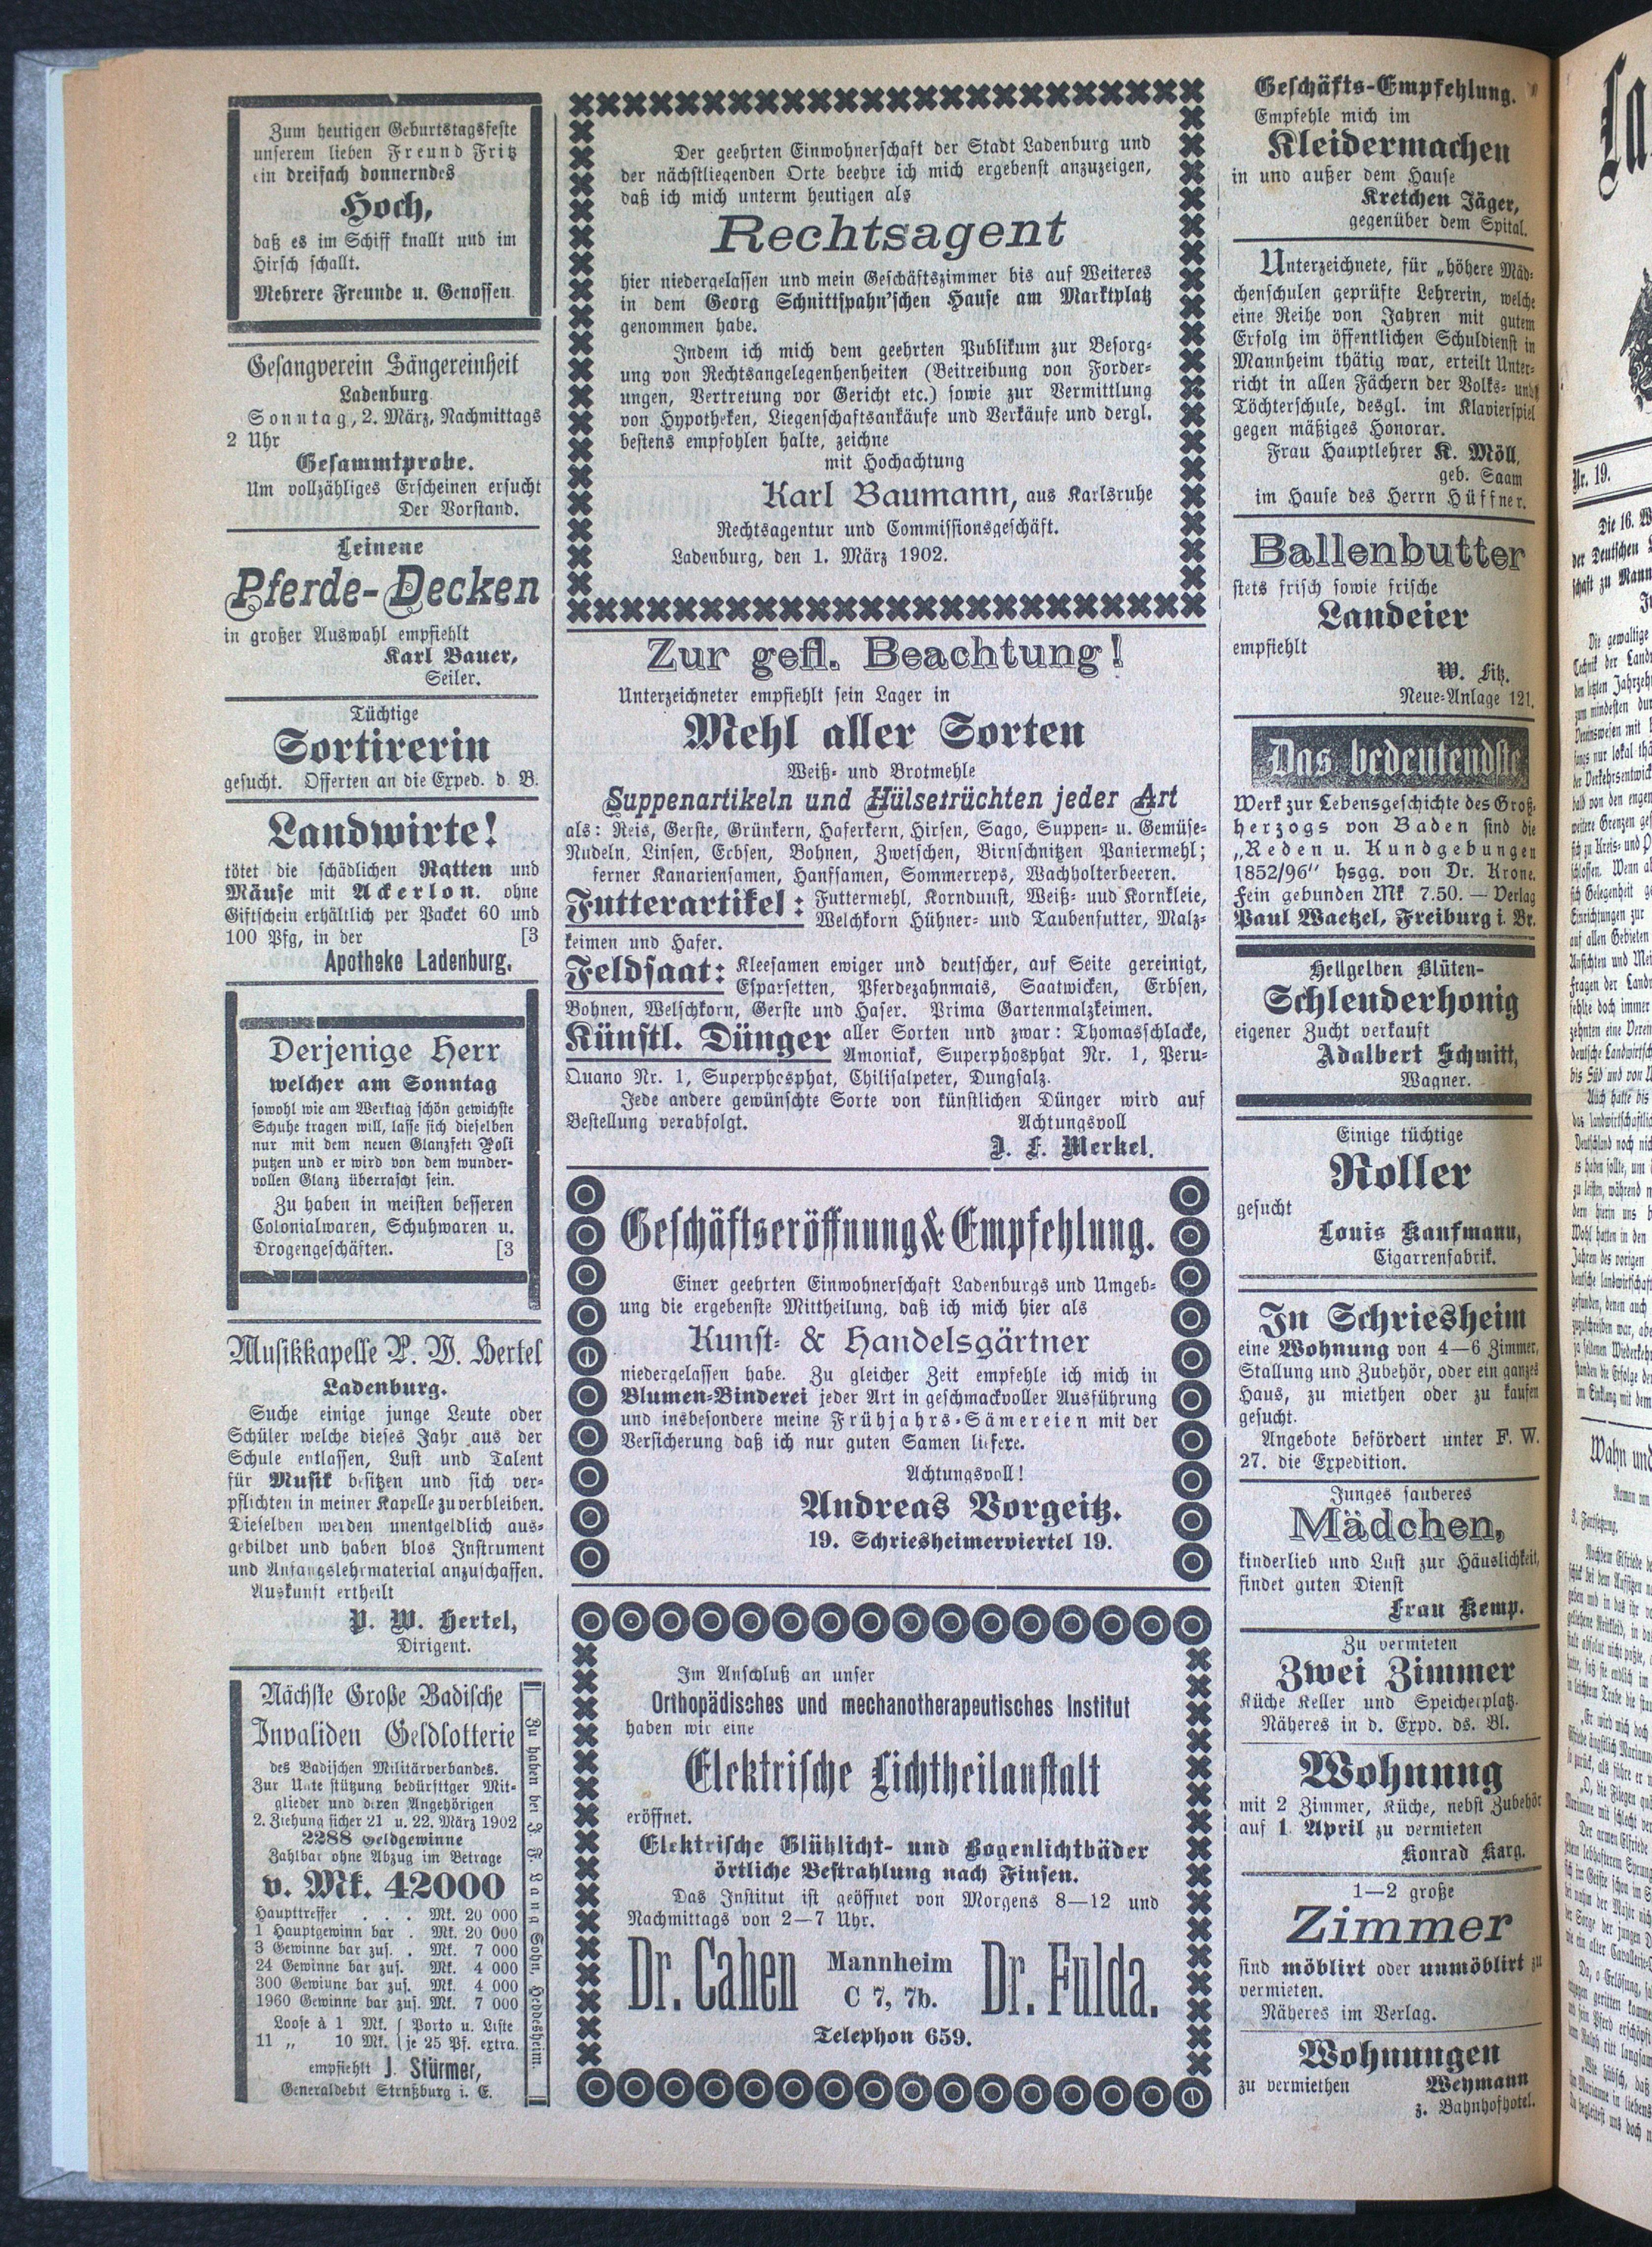 Zum heutigen Geburtstagsfeste
unserem lieben Freund Fritz
ein dreifach donnerndes
Hoch,
daß es im Schiff knallt und im
Hirsch schallt.
Mehrere Freunde u. Genossen.
Gesangverein Sängereinheit
Ladenburg.
Sonntag, 2. März, Nachmittags
2 Uhr
Gesammtprobe.
Um vollzähliges Erscheinen ersucht
Der Vorstand.
Leinene
Pferde-Decken
in großer Auswahl empfiehlt
Karl Bauer,
Seiler.
Tüchtige
Sortirerin
gesucht. Offerten an die Exped. d. B.
Landwirte!
tötet die schädlichen Ratten und
Mäuse mit Ackerlon. ohne
Giftschein erhältlich per Packet 60 und
100 Pfg, in der [3
Apotheke Ladenburg.
Derjenige Herr
welcher am Sonntag
sowohl wie am Werktag schön gewichste
Schuhe tragen will, lasse sich dieselben
nur mit dem neuen Glanzfett Poli
putzen und er wird von dem wunder-
vollen Glanz überrascht sein.
Zu haben in meisten besseren
Colonialwaren, Schuhwaren u.
Drogengeschäften. [3
Musikkapelle P. W. Hertel
Ladenburg.
Suche einige junge Leute oder
Schüler welche dieses Jahr aus der
Schule entlassen, Lust und Talent
für Musik besitzen und sich ver-
pflichten in meiner Kapelle zu verbleiben.
Dieselben werden unentgeldlich aus-
gebildet und haben blos Instrument
und Anfangslehrmaterial anzuschaffen.
Auskunft ertheilt
P. W. Hertel,
Dirigent.
Nächste Große Badische
Invaliden Geldlotterie
des Badischen Militärverbandes.
Zur Unte stützung bedürftiger Mit-
glieder und deren Angehörigen
2. Ziehung sicher 21 u. 22. März 1902
2288 Geldgewinne
Zahlbar ohne Abzug im Betrage
v. Mk. 42000
Haupttreffer . . . Mk. 20 000
1 Hauptgewinn bar . Mk. 20 000
3 Gewinne bar zus. . Mk. 7 000
24 Gewinne bar zus. Mk. 4 000
300 Gewiune bar zus. Mk. 4 000
1960 Gewinne bar zus. Mk. 7 000
Loose à 1 Mk. { Porto u. Liste
11 „ 10 Mk. { je 25 Pf. extra.
empfiehlt J. Stürmer,
Generaldebit Strnßburg i. E.
Zu haben bei J. F. Lang Sohn, Heddesheim.
Der geehrten Einwohnerschaft der Stadt Ladenburg und
der nächstliegenden Orte beehre ich mich ergebenst anzuzeigen,
daß ich mich unterm heutigen als
Rechtsagent
hier niedergelassen und mein Geschäftszimmer bis auf Weiteres
in dem Georg Schnittspahn'schen Hause am Marktplatz
genommen habe.
Indem ich mich dem geehrten Publikum zur Besorg-
ung von Rechtsangelegenhenheiten (Beitreibung von Forder-
ungen, Vertretung vor Gericht etc.) sowie zur Vermittlung
von Hypotheken, Liegenschaftsankäufe und Verkäufe und dergl.
bestens empfohlen halte, zeichne
mit Hochachtung
Karl Baumann, aus Karlsruhe
Rechtsagentur und Commissionsgeschäft.
Ladenburg, den 1. März 1902.
Zur gefl. Beachtung!
Unterzeichneter empfiehlt sein Lager in
Mehl aller Sorten
Weiß- und Brotmehle
Suppenartikeln und Hülsefrüchten jeder Art
als: Reis, Gerste, Grünkern, Haferkern, Hirsen, Sago, Suppen- u. Gemüse-
Nudeln, Linsen, Erbsen, Bohnen, Zwetschen, Birnschnitzen Paniermehl;
ferner Kanariensamen, Hanfsamen, Sommerreps, Wachholterbeeren.
Futterartikel: Futtermehl, Korndunst, Weiß- und Kornkleie,
Welchkorn Hühner- und Taubenfutter, Malz-
keimen und Hafer.
Feldsaat: Kleesamen ewiger und deutscher, auf Seite gereinigt,
Esparsetten, Pferdezahnmais, Saatwicken, Erbsen,
Bohnen, Welschkorn, Gerste und Hafer. Prima Gartenmalzkeimen.
Künstl. Dünger aller Sorten und zwar: Thomasschlacke,
Amoniak, Superphosphat Nr. 1, Peru-
Quano Nr. 1, Superphosphat, Chilisalpeter, Dungsalz.
Jede andere gewünschte Sorte von künstlichen Dünger wird auf
Bestellung verabfolgt. Achtungsvoll
J. F. Merkel.
Geschäftseröffnung & Empfehlung.
Einer geehrten Einwohnerschaft Ladenburgs und Umgeb-
ung die ergebenste Mittheilung, daß ich mich hier als
Kunst- & Handelsgärtner
niedergelassen habe. Zu gleicher Zeit empfehle ich mich in
Blumen-Binderei jeder Art in geschmackvoller Ausführung
und insbesondere meine Frühjahrs-Sämereien mit der
Versicherung daß ich nur guten Samen liefere.
Achtungsvoll!
Andreas Vorgeitz.
19. Schriesheimerviertel 19.
Im Anschluß an unser
Orthopädisches und mechanotherapeutisches Institut
haben wir eine
Elektrische Lichtheilanstalt
eröffnet.
Elektrische Glühlicht- und Bogenlichtbäder
örtliche Bestrahlung nach Finsen.
Das Institut ist geöffnet von Morgens 8—12 und
Nachmittags von 2—7 Uhr.
Dr. Cahen Mannheim Dr. Fulda.
C 7, 7b.
Telephon 659.
Geschäfts-Empfehlung.
Empfehle mich im
Kleidermachen
in und außer dem Hause
Kretchen Jäger,
gegenüber dem Spital.
Unterzeichnete, für „höhere Mäd-
chenschulen geprüfte Lehrerin, welche
eine Reihe von Jahren mit gutem
Erfolg im öffentlichen Schuldienst in
Mannheim thätig war, erteilt Unter-
richt in allen Fächern der Volks- und
Töchterschule, desgl. im Klavierspiel
gegen mäßiges Honorar.
Frau Hauptlehrer K. Möll,
geb. Saam
im Hause des Herrn Hüffner.
Ballenbutter
stets frisch sowie frische
Landeier
empfiehlt
W. Fitz.
Neue-Anlage 121.
Das bedeutendste
Werk zur Lebensgeschichte des Groß-
herzogs von Baden sind die
„Reden u. Kundgebungen
1852/96" hsgg. von Dr. Krone.
Fein gebunden Mk 7.50. — Verlag
Paul Waetzel, Freiburg i. Br.
Hellgelben Blüten-
Schleuderhonig
eigener Zucht verkauft
Adalbert Schmitt,
Wagner.
Einige tüchtige
Roller
gesucht
Louis Kaufmann,
Cigarrenfabrik.
In Schriesheim
eine Wohnung von 4—6 Zimmer,
Stallung und Zubehör, oder ein ganzes
Haus, zu miethen oder zu kaufen
gesucht.
Angebote befördert unter F. W.
27. die Expedition.
Junges sauberes
Mädchen,
kinderlieb und Lust zur Häuslichkeit,
findet guten Dienst
Frau Kemp.
Zu vermieten
Zwei Zimmer
Küche Keller und Speicherplatz.
Näheres in d. Expd. ds. Bl.
Wohnung
mit 2 Zimmer, Küche, nebst Zubehör
auf 1. April zu vermieten
Konrad Karg.
1—2 große
Zimmer
sind möblirt oder unmöblirt zu
vermieten.
Näheres im Verlag.
Wohnungen
zu vermiethen Weymann
z. Bahnhofhotel.
Nr. 19.